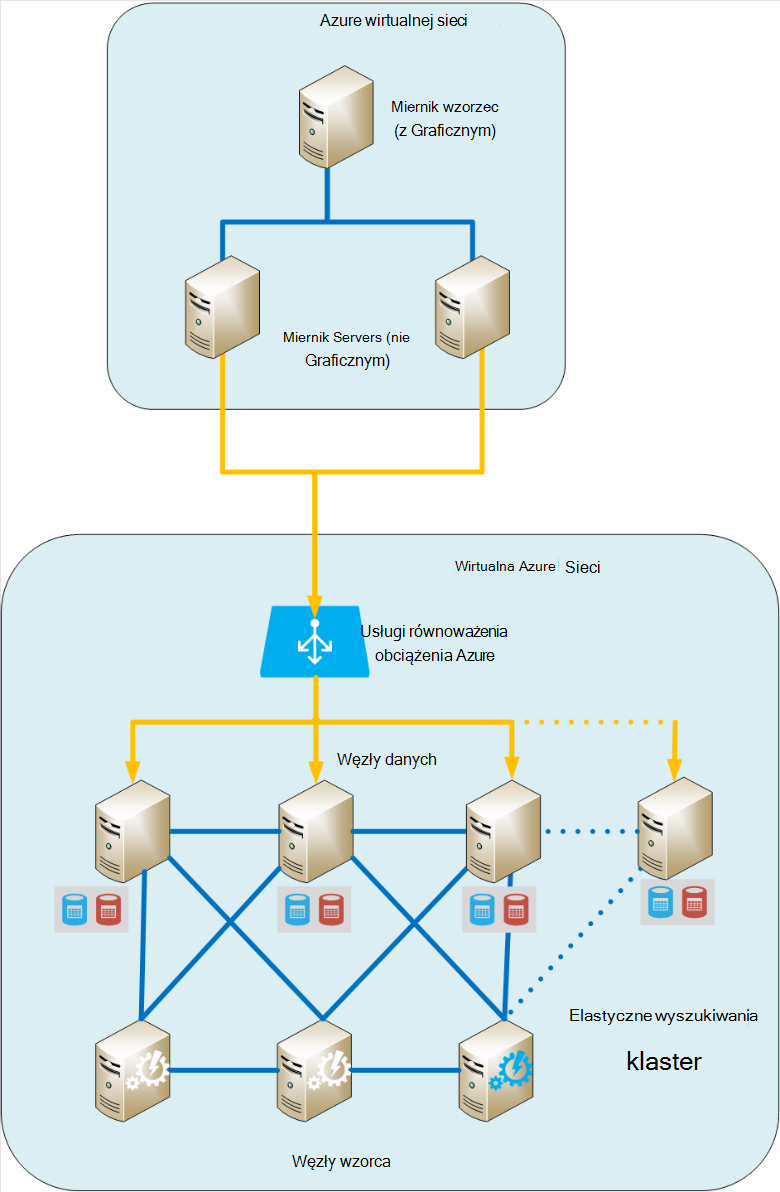 Azure wirtualnej sieci
Miernik wzorzec
(z Graficznym)
Miernik Servers (nie
Graficznym)
Wirtualna Azure Sieci
Usługi równoważenia
obciążenia Azure
Węzły danych
Elastyczne wyszukiwania
klaster
Węzły wzorca